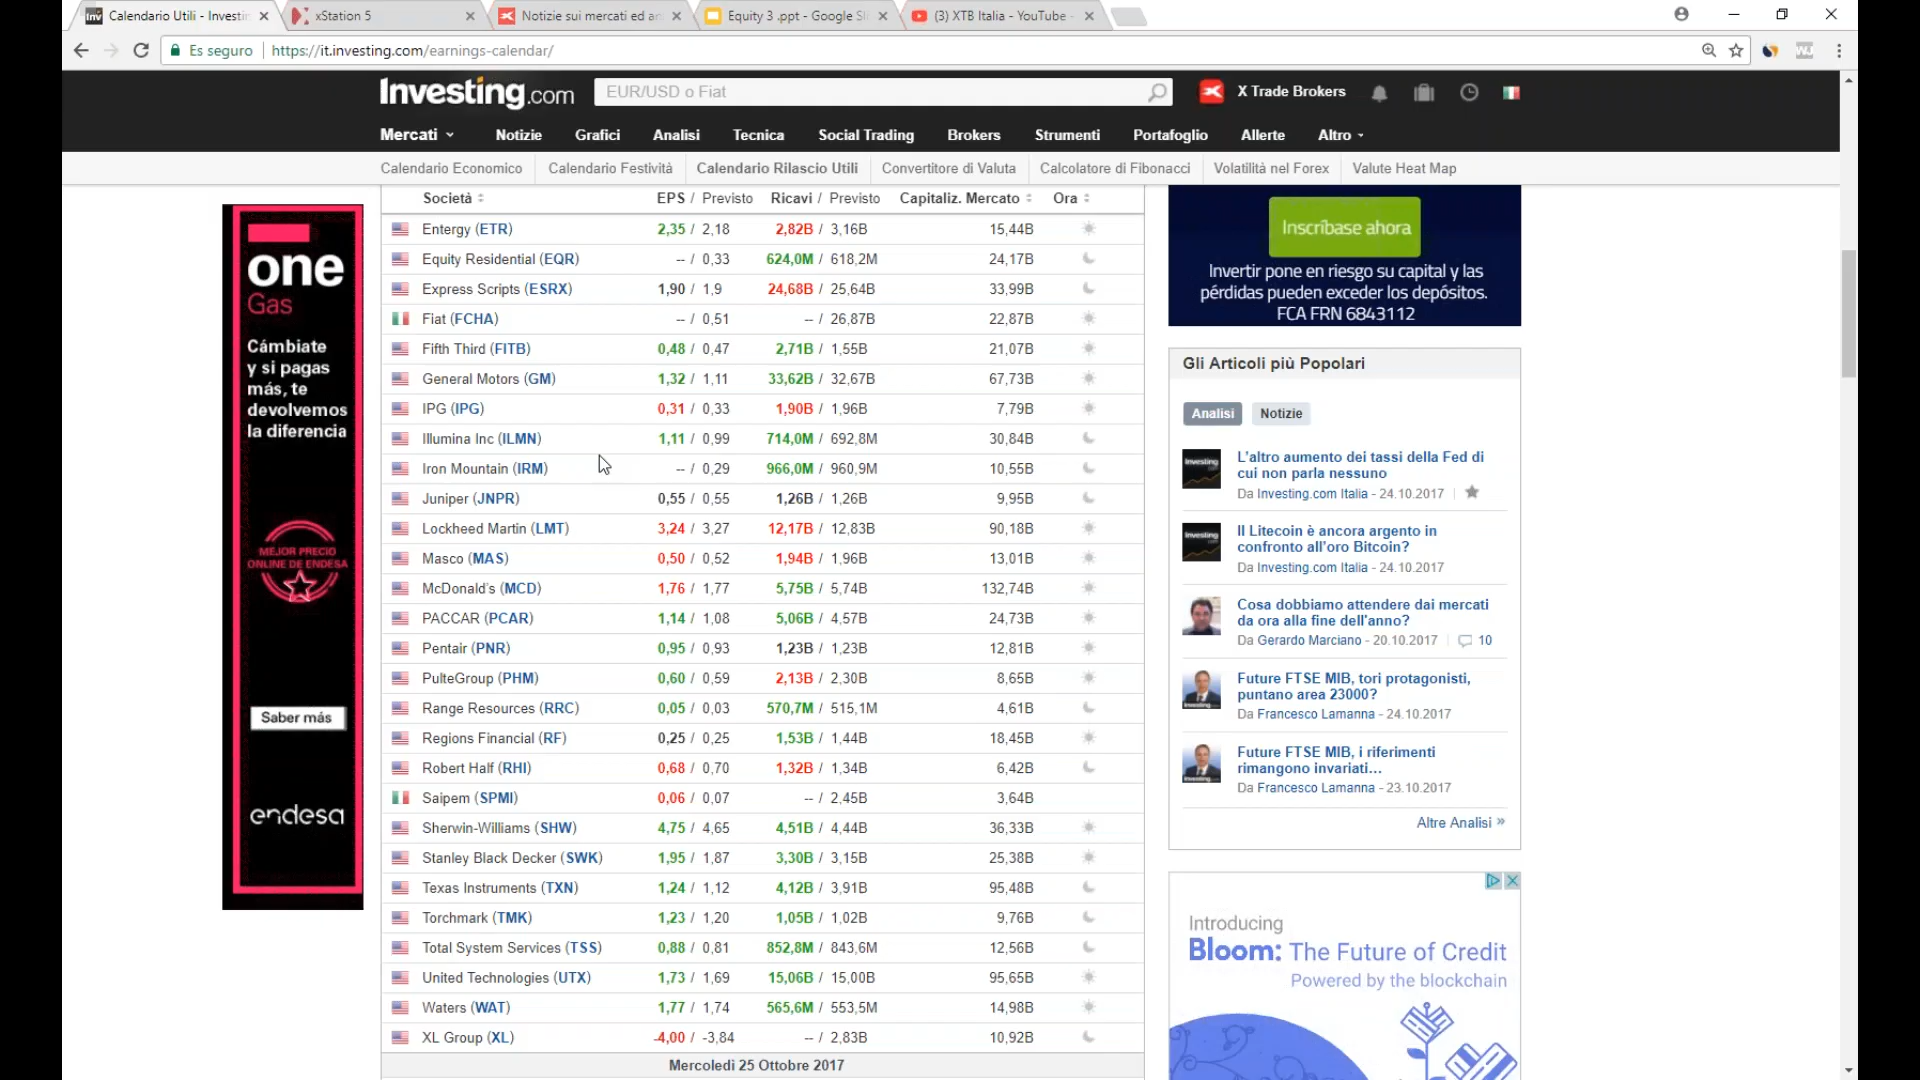 Calendario Utili - Investin
xStation 5
Notizie sui mercati ed an
Equity 3 .ppt - Google Sl
(3) XTB Italia - YouTube
Es seguro
https://it.investing.com/earnings-calendar/
Investing.com
EUR/USD o Fiat
X Trade Brokers
Mercati Notizie Grafici Analisi Tecnica Social Trading Brokers Strumenti Portafoglio Allerte Altro
Calendario Economico Calendario Festività Calendario Rilascio Utili Convertitore di Valuta Calcolatore di Fibonacci Volatilità nel Forex Valute Heat Map
Società EPS / Previsto Ricavi / Previsto Capitaliz. Mercato Ora
Entergy (ETR) 2,35 / 2,18 2,82B / 3,16B 15,44B
Equity Residential (EQR) -- / 0,33 624,0M / 618,2M 24,17B
Express Scripts (ESRX) 1,90 / 1,9 24,68B / 25,64B 33,99B
Fiat (FCHA) -- / 0,51 -- / 26,87B 22,87B
Fifth Third (FITB) 0,48 / 0,47 2,71B / 1,55B 21,07B
General Motors (GM) 1,32 / 1,11 33,62B / 32,67B 67,73B
IPG (IPG) 0,31 / 0,33 1,90B / 1,96B 7,79B
Illumina Inc (ILMN) 1,11 / 0,99 714,0M / 692,8M 30,84B
Iron Mountain (IRM) -- / 0,29 966,0M / 960,9M 10,55B
Juniper (JNPR) 0,55 / 0,55 1,26B / 1,26B 9,95B
Lockheed Martin (LMT) 3,24 / 3,27 12,17B / 12,83B 90,18B
Masco (MAS) 0,50 / 0,52 1,94B / 1,96B 13,01B
McDonald's (MCD) 1,76 / 1,77 5,75B / 5,74B 132,74B
PACCAR (PCAR) 1,14 / 1,08 5,06B / 4,57B 24,73B
Pentair (PNR) 0,95 / 0,93 1,23B / 1,23B 12,81B
PulteGroup (PHM) 0,60 / 0,59 2,13B / 2,30B 8,65B
Range Resources (RRC) 0,05 / 0,03 570,7M / 515,1M 4,61B
Regions Financial (RF) 0,25 / 0,25 1,53B / 1,44B 18,45B
Robert Half (RHI) 0,68 / 0,70 1,32B / 1,34B 6,42B
Saipem (SPMI) 0,06 / 0,07 -- / 2,45B 3,64B
Sherwin-Williams (SHW) 4,75 / 4,65 4,51B / 4,44B 36,33B
Stanley Black Decker (SWK) 1,95 / 1,87 3,30B / 3,15B 25,38B
Texas Instruments (TXN) 1,24 / 1,12 4,12B / 3,91B 95,48B
Torchmark (TMK) 1,23 / 1,20 1,05B / 1,02B 9,76B
Total System Services (TSS) 0,88 / 0,81 852,8M / 843,6M 12,56B
United Technologies (UTX) 1,73 / 1,69 15,06B / 15,00B 95,65B
Waters (WAT) 1,77 / 1,74 565,6M / 553,5M 14,98B
XL Group (XL) -4,00 / -3,84 -- / 2,83B 10,92B
Mercoledì 25 Ottobre 2017
one
Gas
Cámbiate
y si pagas
más, te
devolvemos
la diferencia
MEJOR PRECIO
ONLINE DE ENDESA
Saber más
endesa
Inscríbase ahora
Invertir pone en riesgo su capital y las
pérdidas pueden exceder los depósitos.
FCA FRN 6843112
Gli Articoli più Popolari
Analisi Notizie
L'altro aumento dei tassi della Fed di
cui non parla nessuno
Da Investing.com Italia - 24.10.2017
Il Litecoin è ancora argento in
confronto all'oro Bitcoin?
Da Investing.com Italia - 24.10.2017
Cosa dobbiamo attendere dai mercati
da ora alla fine dell'anno?
Da Gerardo Marciano - 20.10.2017 10
Future FTSE MIB, tori protagonisti,
puntano area 23000?
Da Francesco Lamanna - 24.10.2017
Future FTSE MIB, i riferimenti
rimangono invariati…
Da Francesco Lamanna - 23.10.2017
Altre Analisi »
Introducing
Bloom: The Future of Credit
Powered by the blockchain